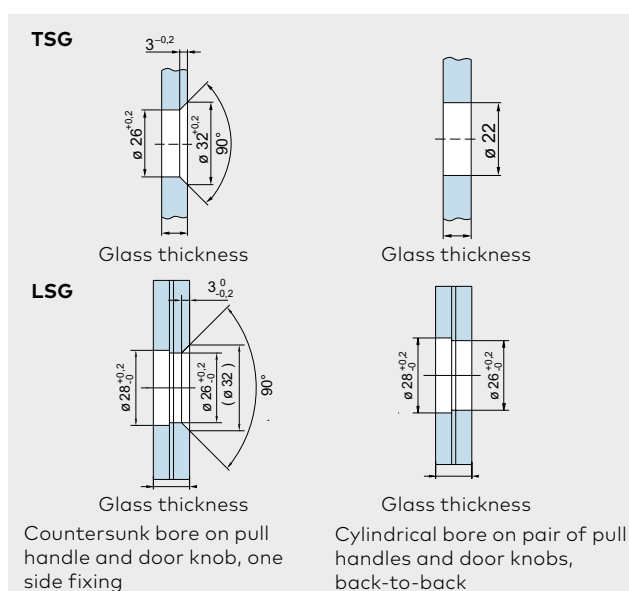 TSG
3-0,2
ø 26+0,2
ø 32+0,2
90°
ø 22
Glass thickness
Glass thickness
LSG
3 0 -0,2
ø 28+0,2 -0
ø 26+0,2 -0
( ø 32 )
90°
ø 28+0,2 -0
ø 26+0,2 -0
Glass thickness
Glass thickness
Countersunk bore on pull
handle and door knob, one
side fixing
Cylindrical bore on pair of pull
handles and door knobs,
back-to-back